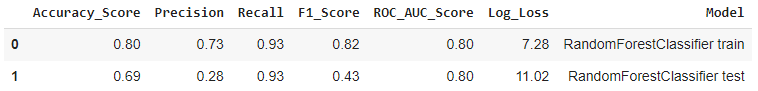 Accuracy_Score Precision Recall F1_Score ROC_AUC_Score Log_Loss Model
0 0.80 0.73 0.93 0.82 0.80 7.28 RandomForestClassifier train
1 0.69 0.28 0.93 0.43 0.80 11.02 RandomForestClassifier test